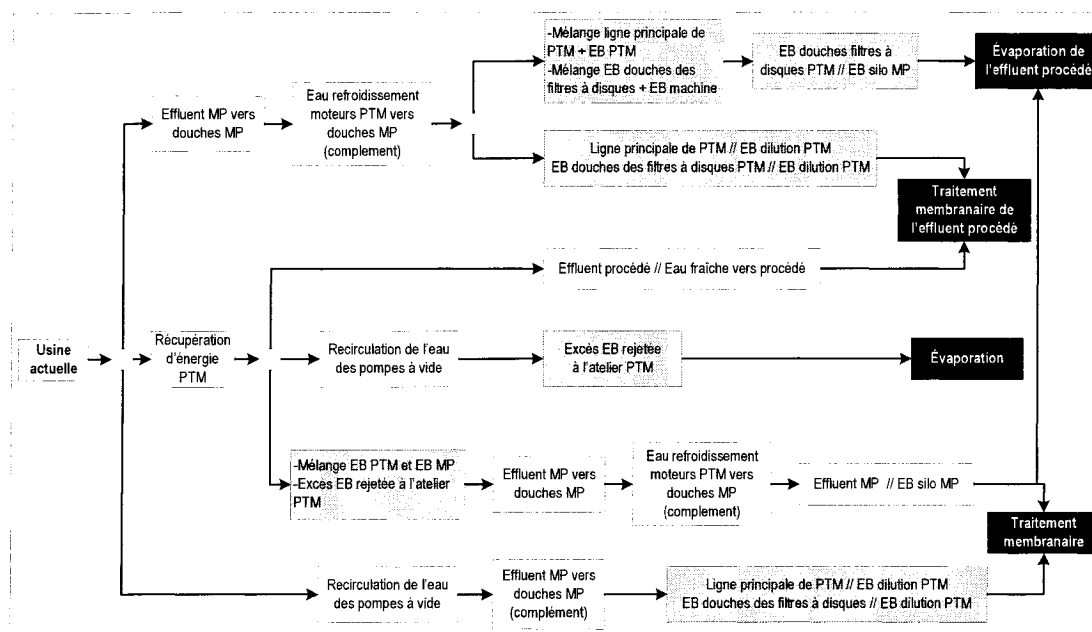 -Mélange ligne principale de
PTM + EB PTM
-Mélange EB douches des
filtres à disques + EB machine
EB douches filtres à
disques PTM // EB silo MP
Évaporation de
l'effluent procédé
Effluent MP vers
douches MP
Eau refroidissement
moteurs PTM vers
douches MP
(complement)
Ligne principale de PTM // EB dilution PTM
EB douches des filtres à disques PTM // EB dilution PTM
Traitement
membranaire de
l'effluent procédé
Effluent procédé // Eau fraîche vers procédé
Usine
actuelle
Récupération
d'énergie
PTM
Recirculation de l'eau
des pompes à vide
Excès EB rejetée
à l'atelier PTM
Évaporation
-Mélange EB PTM et EB MP
-Excès EB rejetée à l'atelier
PTM
Effluent MP vers
douches MP
Eau refroidissement
moteurs PTM vers
douches MP
(complement)
Effluent MP // EB silo MP
Traitement
membranaire
Recirculation de l'eau
des pompes à vide
Effluent MP vers
douches MP
(complément)
Ligne principale de PTM // EB dilution PTM
EB douches des filtres à disques // EB dilution PTM